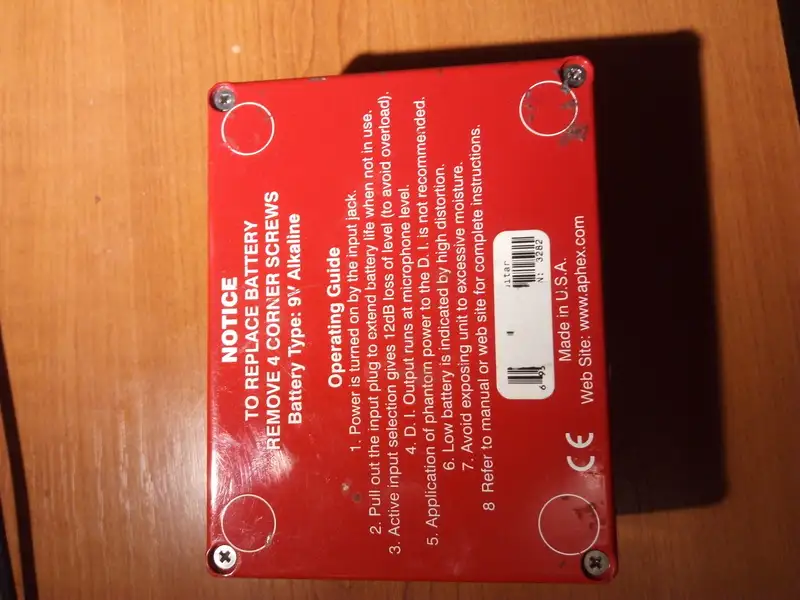 NOTICE
TO REPLACE BATTERY
REMOVE 4 CORNER SCREWS
Battery Type: 9V Alkaline
Operating Guide
1. Power is turned on by the input jack.
2. Pull out the input plug to extend battery life when not in use.
3. Active input selection gives 12dB loss of level (to avoid overload).
4. D. I. Output runs at microphone level.
5. Application of phantom power to the D. I. is not recommended.
6. Low battery is indicated by high distortion.
7. Avoid exposing unit to excessive moisture.
8 Refer to manual or web site for complete instructions.
N: 3282
CE
Made in U.S.A.
Web Site: www.aphex.com